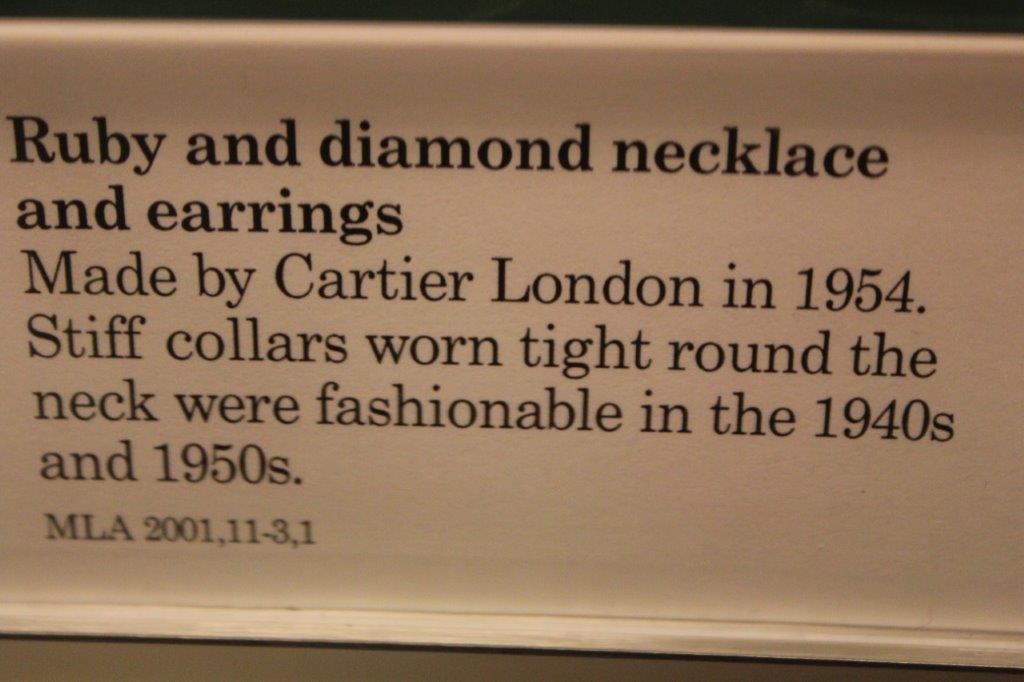 Ruby and diamond necklace
and earrings
Made by Cartier London in 1954.
Stiff collars worn tight round the
neck were fashionable in the 1940s
and 1950s.
MLA 2001,11-3,1